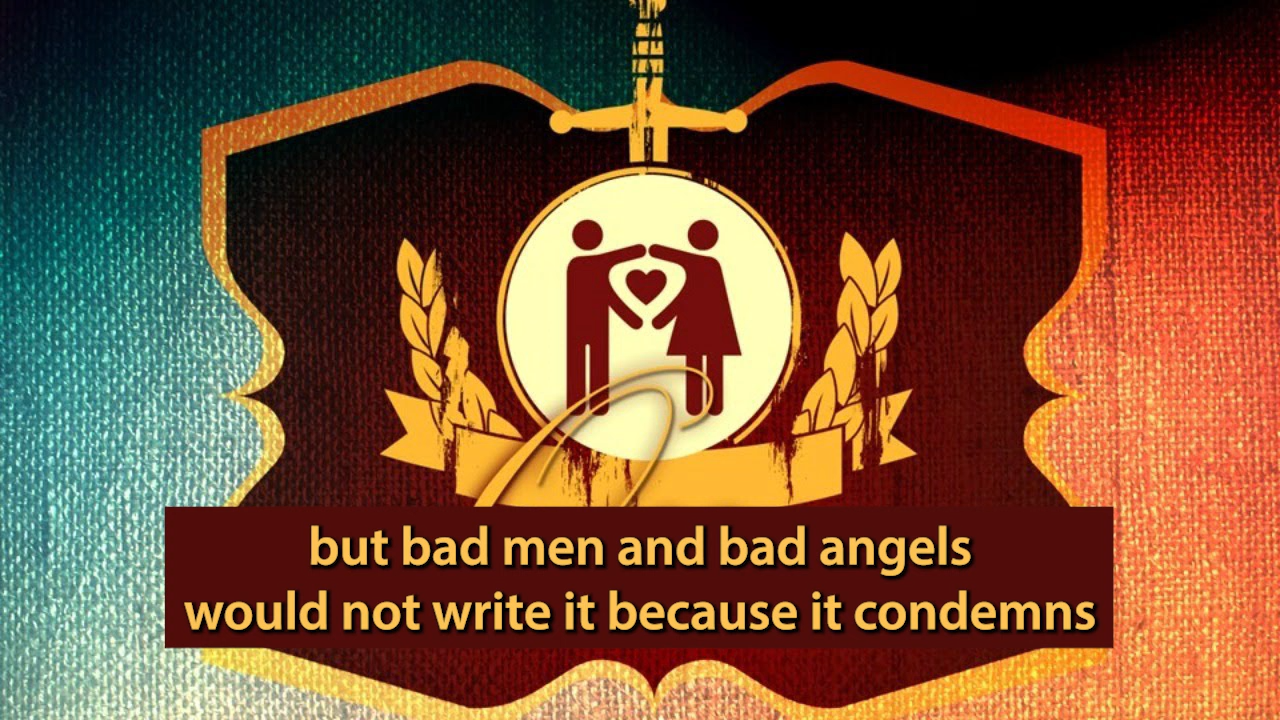 but bad men and bad angels
would not write it because it condemns